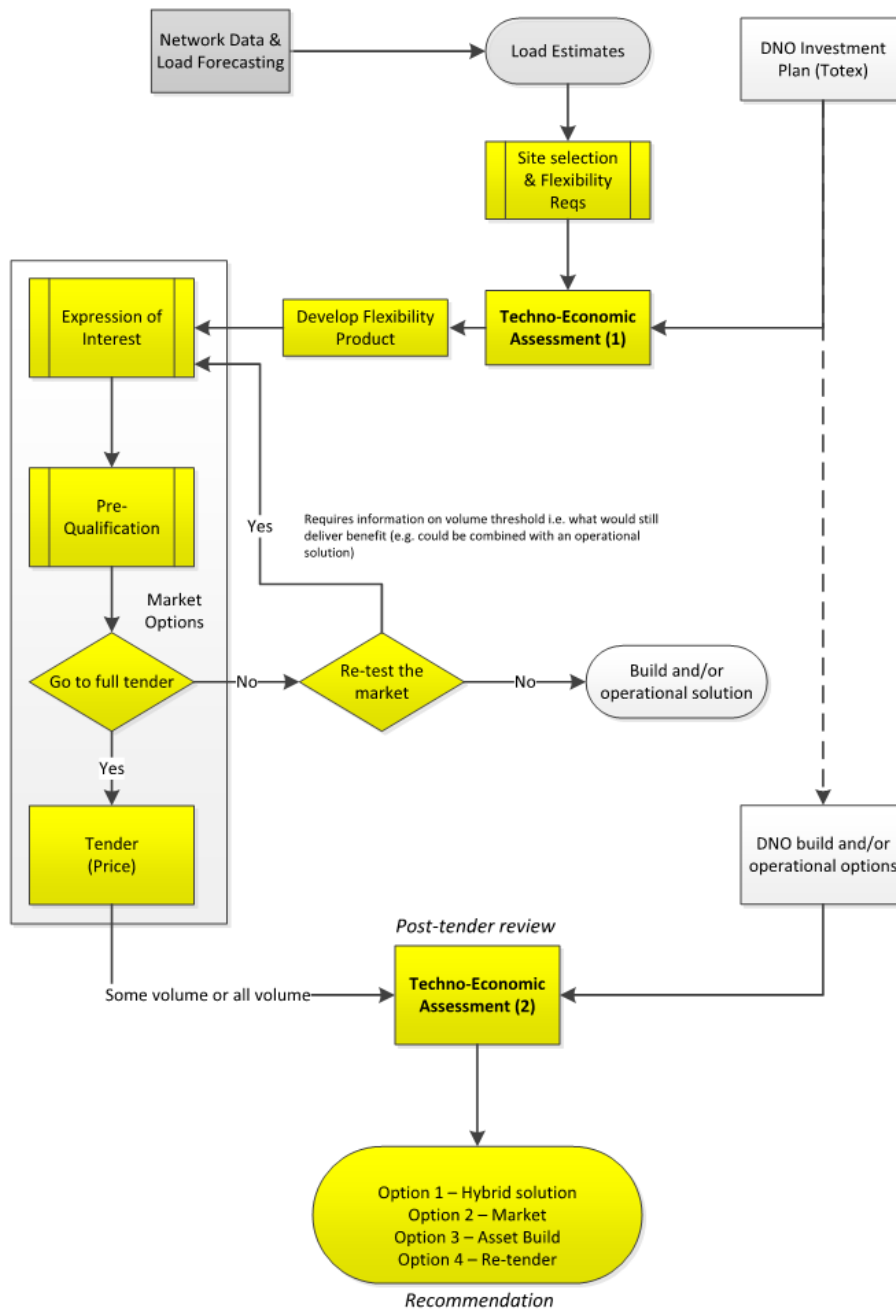 Network Data &
Load Forecasting
Load Estimates
DNO Investment
Plan (Totex)
Site selection
& Flexibility
Reqs
Expression of
Interest
Develop Flexibility
Product
Techno-Economic
Assessment (1)
Pre-
Qualification
Yes
Requires information on volume threshold i.e. what would still
deliver benefit (e.g. could be combined with an operational
solution)
Market
Options
Go to full tender
No
Re-test the
market
No
Build and/or
operational solution
Yes
Tender
(Price)
DNO build and/or
operational options
Post-tender review
Some volume or all volume
Techno-Economic
Assessment (2)
Option 1 – Hybrid solution
Option 2 – Market
Option 3 – Asset Build
Option 4 – Re-tender
Recommendation